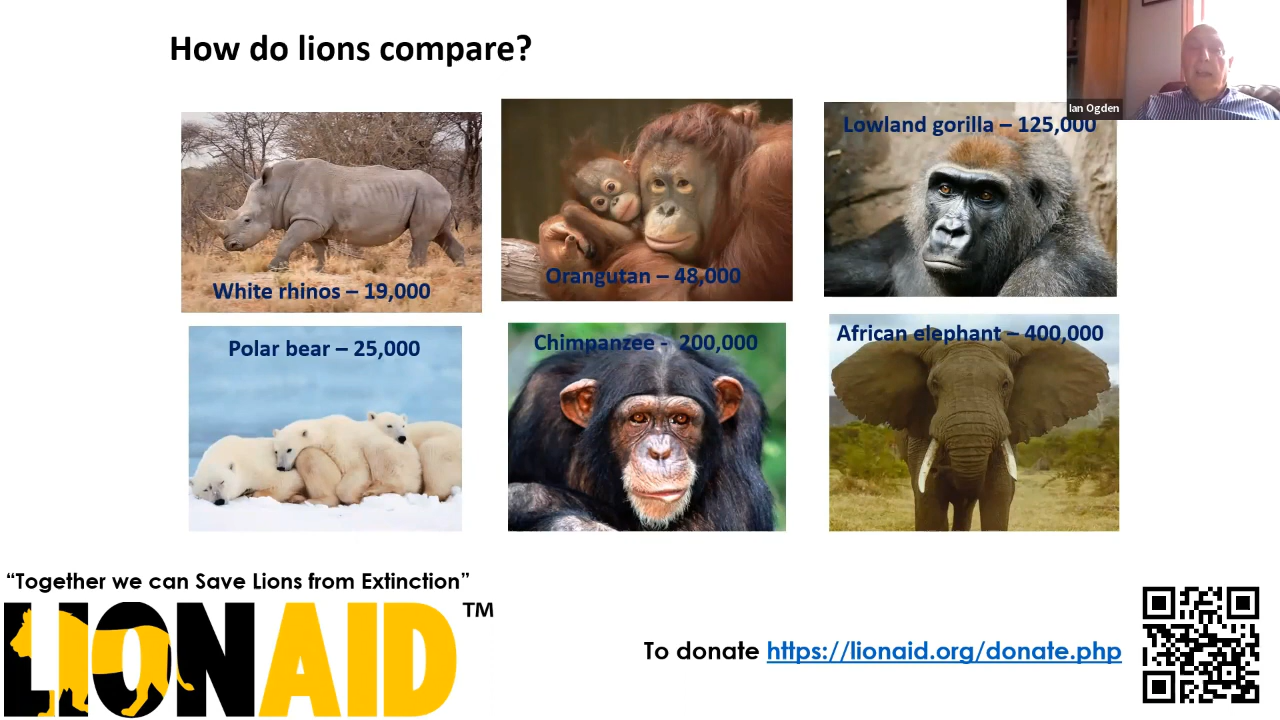 How do lions compare?
Ian Ogden
Lowland gorilla – 125,000
Orangutan – 48,000
White rhinos – 19,000
Polar bear – 25,000
Chimpanzee - 200,000
African elephant – 400,000
“Together we can Save Lions from Extinction”
LIONAID TM
To donate https://lionaid.org/donate.php